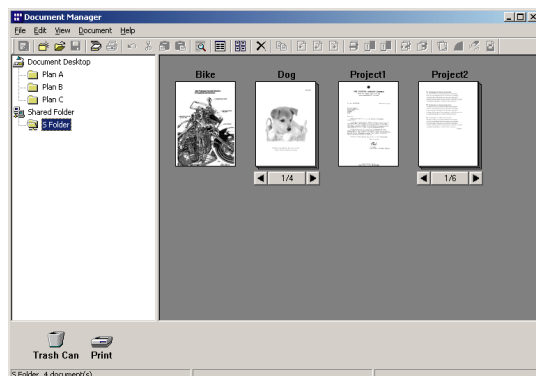 Document Manager
File Edit View Document Help
Document Desktop
Plan A
Plan B
Plan C
Shared Folder
S Folder
Bike Dog Project1 Project2
1/4 1/6
Trash Can Print
S Folder, 4 document(s)